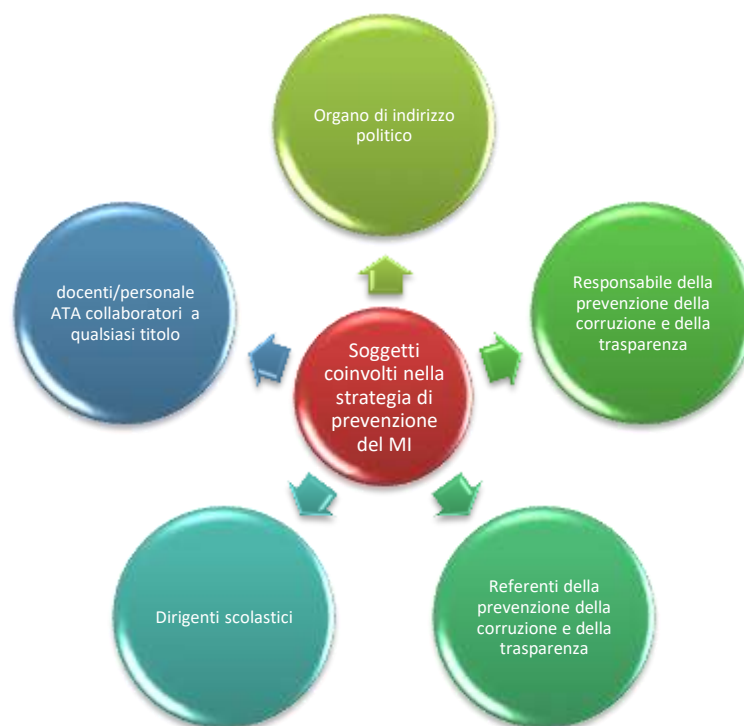 Organo di indirizzo
politico
Responsabile della
prevenzione della
corruzione e della
trasparenza
Referenti della
prevenzione della
corruzione e della
trasparenza
Dirigenti scolastici
docenti/personale
ATA collaboratori a
qualsiasi titolo
Soggetti
coinvolti nella
strategia di
prevenzione
del MI